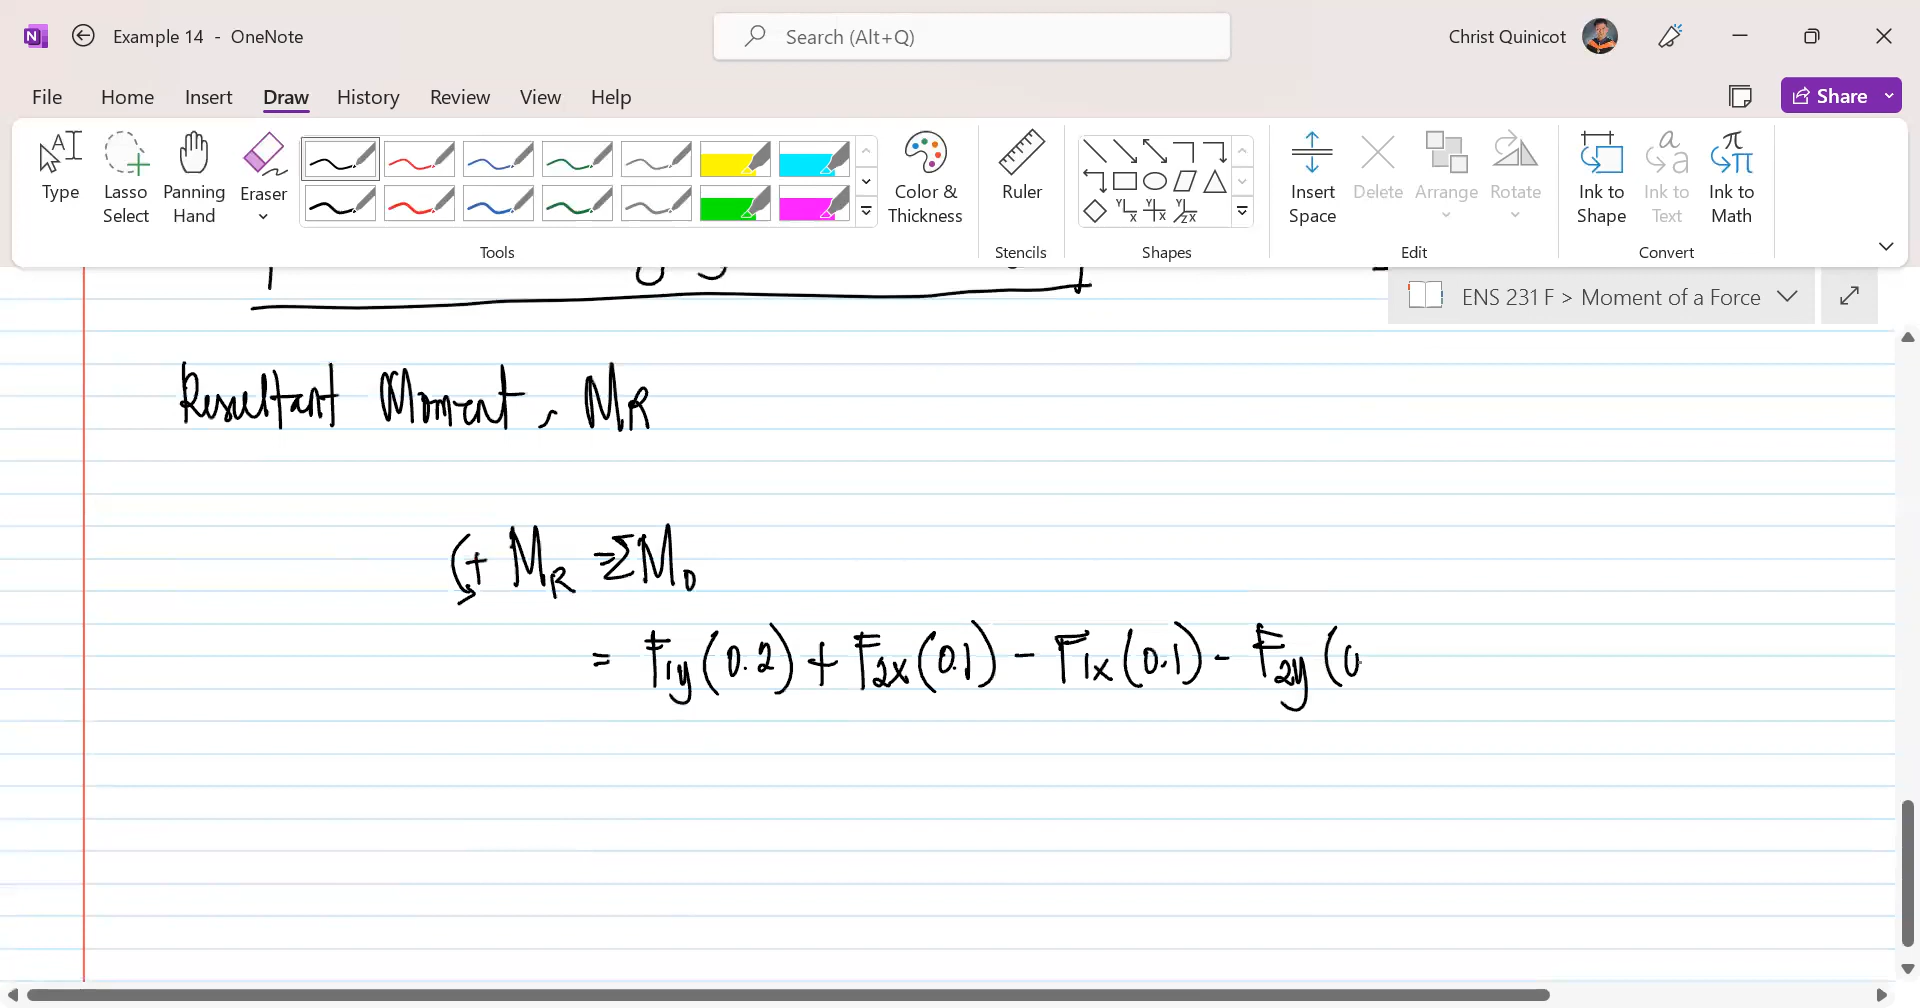 Example 14 - OneNote
Search (Alt+Q)
Christ Quinicot
File Home Insert Draw History Review View Help
Share
Type
Lasso Select
Panning Hand
Eraser
Color & Thickness
Ruler
Insert Space
Delete
Arrange
Rotate
Ink to Shape
Ink to Text
Ink to Math
Tools
Stencils
Shapes
Edit
Convert
ENS 231 F > Moment of a Force
Resultant Moment, MR
(+ MR = ΣMO
= F1y (0.2) + F2x (0.1) - F1x (0.1) - F2y (0